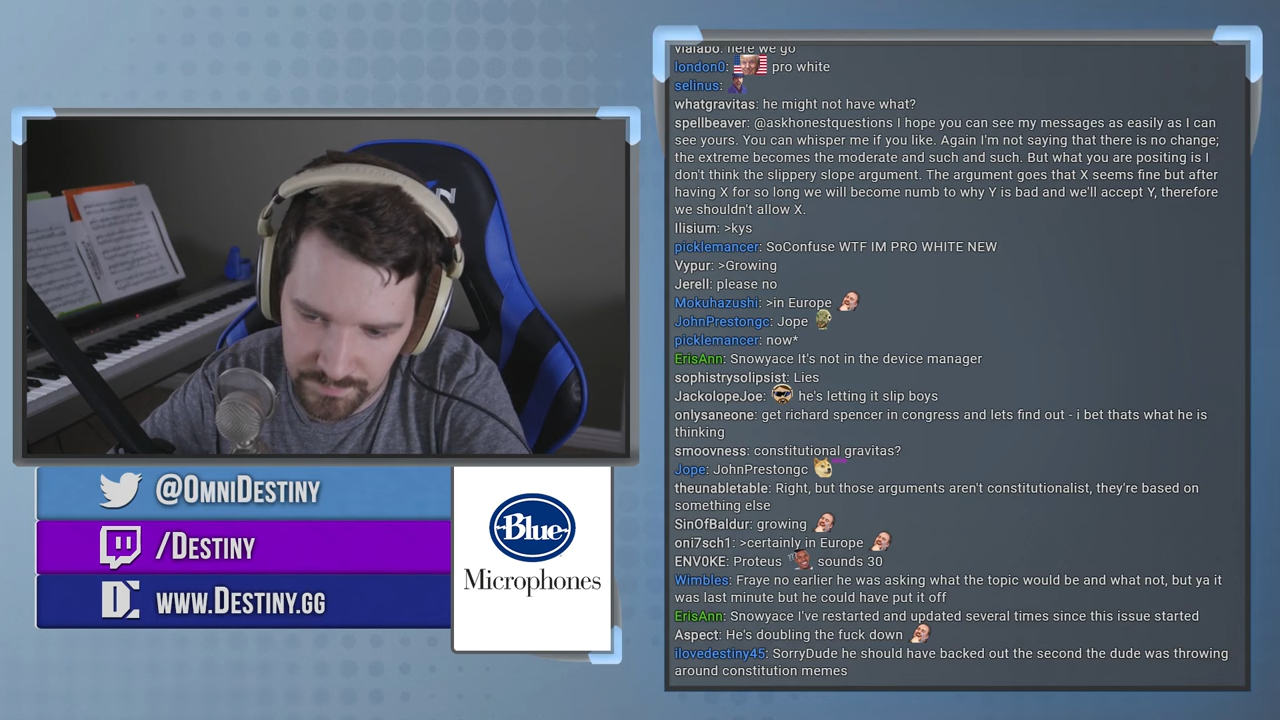 vialabo: here we go
london0: pro white
selinus:
whatgravitas: he might not have what?
spellbeaver: @askhonestquestions I hope you can see my messages as easily as I can
see yours. You can whisper me if you like. Again I'm not saying that there is no change;
the extreme becomes the moderate and such and such. But what you are positing is I
don't think the slippery slope argument. The argument goes that X seems fine but after
having X for so long we will become numb to why Y is bad and we'll accept Y, therefore
we shouldn't allow X.
Ilisium: >kys
picklemancer: SoConfuse WTF IM PRO WHITE NEW
Vypur: >Growing
Jerell: please no
Mokuhazushi: >in Europe
JohnPrestongc: Jope
picklemancer: now*
ErisAnn: Snowyace It's not in the device manager
sophistrysolipsist: Lies
JackolopeJoe: he's letting it slip boys
onlysaneone: get richard spencer in congress and lets find out - i bet thats what he is
thinking
smoovness: constitutional gravitas?
Jope: JohnPrestongc
theunabletable: Right, but those arguments aren't constitutionalist, they're based on
something else
SinOfBaldur: growing
oni7sch1: >certainly in Europe
ENV0KE: Proteus sounds 30
Wimbles: Fraye no earlier he was asking what the topic would be and what not, but ya it
was last minute but he could have put it off
ErisAnn: Snowyace I've restarted and updated several times since this issue started
Aspect: He's doubling the fuck down
ilovedestiny45: SorryDude he should have backed out the second the dude was throwing
around constitution memes
@OmniDestiny
/Destiny
www.Destiny.gg
Blue
Microphones